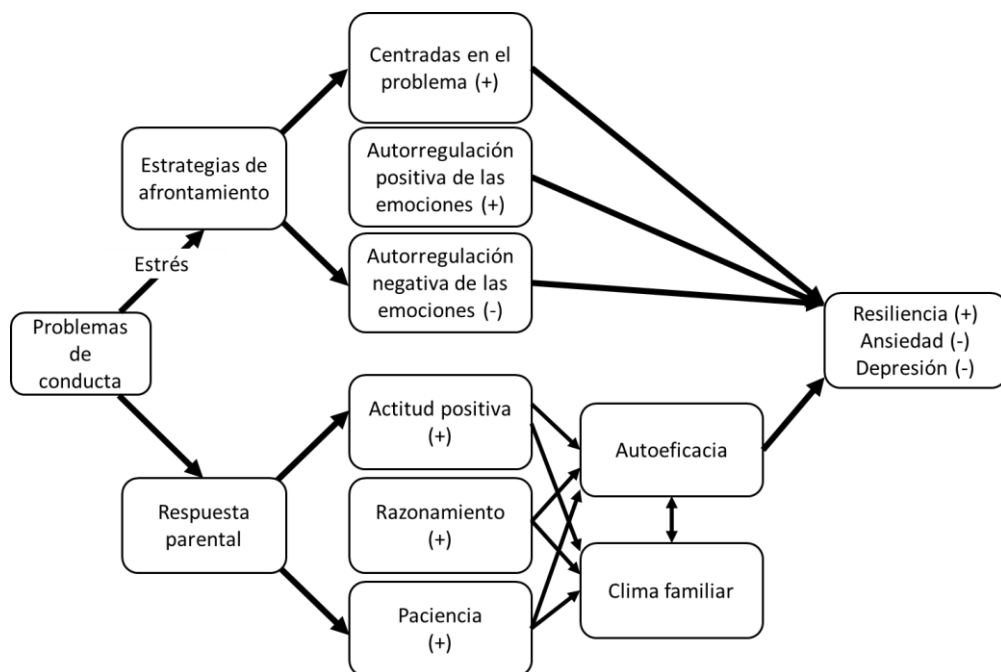 Centradas en el
problema (+)
Estrategias de
afrontamiento
Autorregulación
positiva de las
emociones (+)
Estrés
Autorregulación
negativa de las
emociones (-)
Problemas
de
conducta
Resiliencia (+)
Ansiedad (-)
Depresión (-)
Actitud positiva
(+)
Autoeficacia
Respuesta
parental
Razonamiento
(+)
Clima familiar
Paciencia
(+)